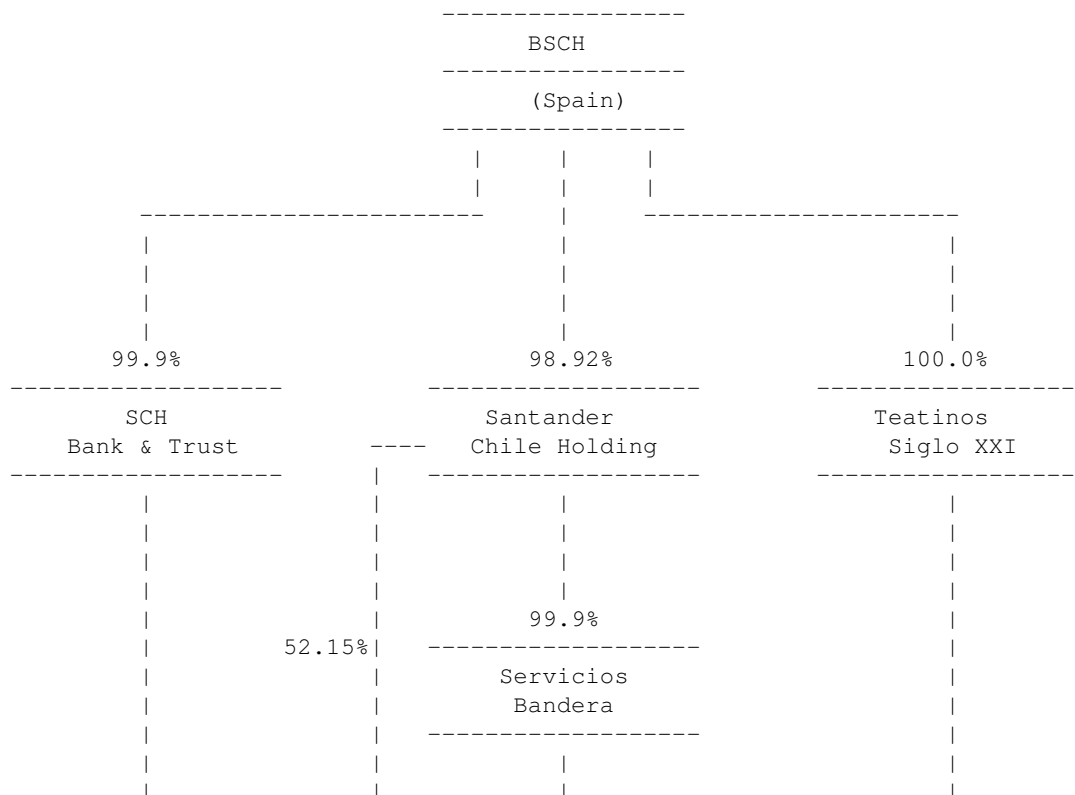 BSCH
(Spain)
99.9% 98.92% 100.0%
SCH Santander Teatinos
Bank & Trust Chile Holding Siglo XXI
99.9%
52.15%
Servicios
Bandera